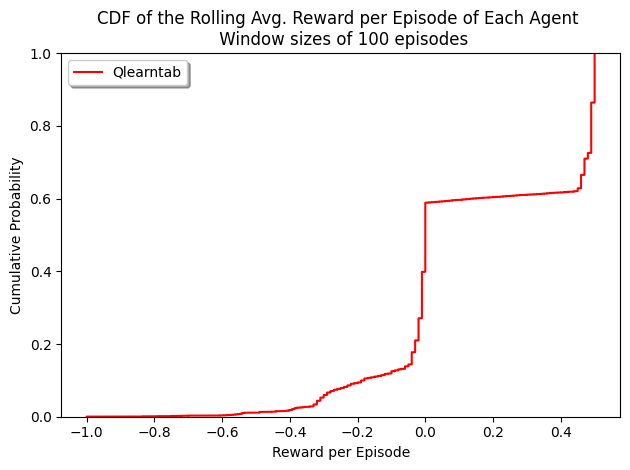 CDF of the Rolling Avg. Reward per Episode of Each Agent
Window sizes of 100 episodes
Qlearntab
1.0
0.8
0.6
0.4
0.2
0.0
Cumulative Probability
−1.0 −0.8 −0.6 −0.4 −0.2 0.0 0.2 0.4
Reward per Episode